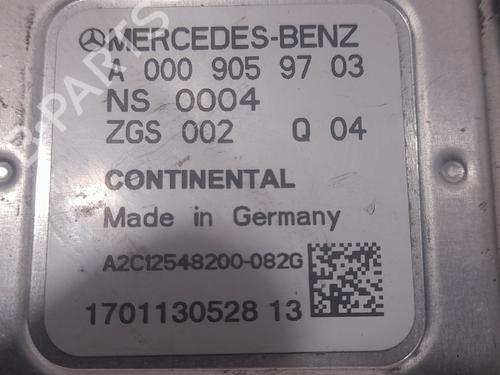 MERCEDES-BENZ
A 000 905 97 03
NS 0004
ZGS 002 Q 04
CONTINENTAL
Made in Germany
A2C12548200-082G
1701130528 13
B-PARTS